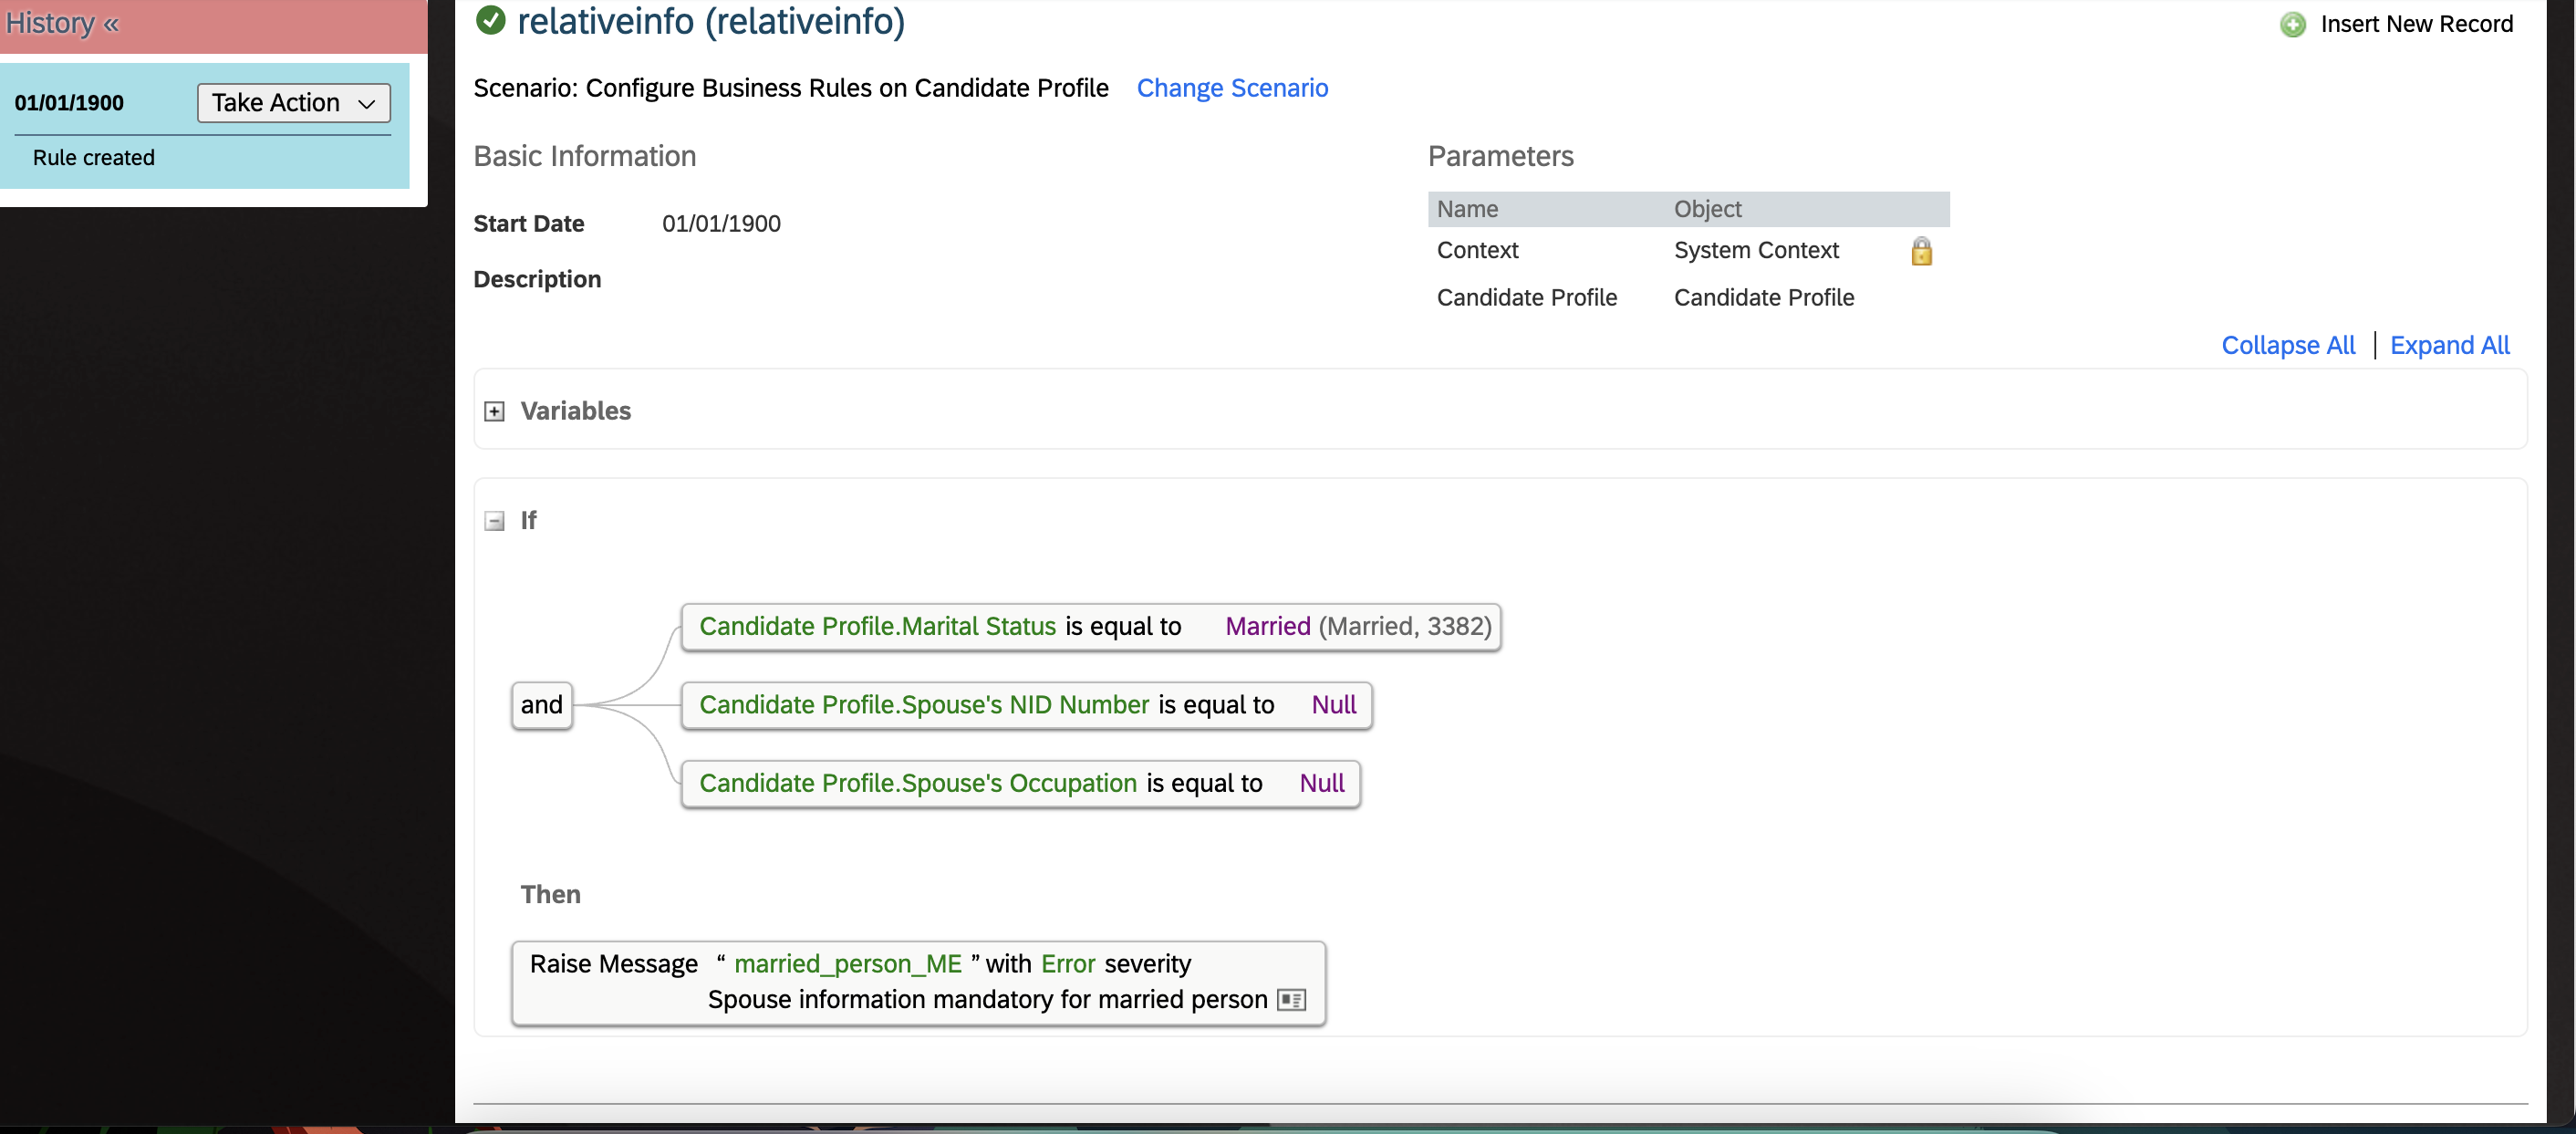 History «
01/01/1900 Take Action
Rule created
relativeinfo (relativeinfo)
Insert New Record
Scenario: Configure Business Rules on Candidate Profile Change Scenario
Basic Information
Start Date 01/01/1900
Description
Parameters
Name Object
Context System Context
Candidate Profile Candidate Profile
Collapse All | Expand All
Variables
If
and
Candidate Profile.Marital Status is equal to Married (Married, 3382)
Candidate Profile.Spouse's NID Number is equal to Null
Candidate Profile.Spouse's Occupation is equal to Null
Then
Raise Message “ married_person_ME ” with Error severity
Spouse information mandatory for married person